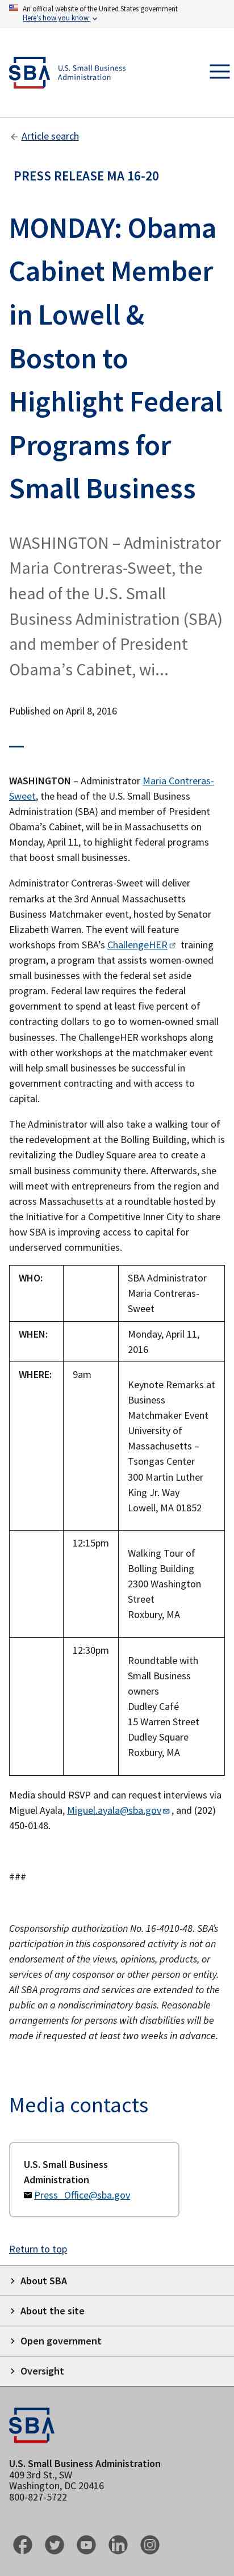 An official website of the United States government
Here's how you know
SBA U.S. Small Business
Administration
Article search
PRESS RELEASE MA 16-20
MONDAY: Obama
Cabinet Member
in Lowell &
Boston to
Highlight Federal
Programs for
Small Business
WASHINGTON – Administrator
Maria Contreras-Sweet, the
head of the U.S. Small
Business Administration (SBA)
and member of President
Obama's Cabinet, wi...
Published on April 8, 2016
WASHINGTON – Administrator Maria Contreras-
Sweet, the head of the U.S. Small Business
Administration (SBA) and member of President
Obama's Cabinet, will be in Massachusetts on
Monday, April 11, to highlight federal programs
that boost small businesses.
Administrator Contreras-Sweet will deliver
remarks at the 3rd Annual Massachusetts
Business Matchmaker event, hosted by Senator
Elizabeth Warren. The event will feature
workshops from SBA's ChallengeHER training
program, a program that assists women-owned
small businesses with the federal set aside
program. Federal law requires the federal
government to spend at least five percent of
contracting dollars to go to women-owned small
businesses. The ChallengeHER workshops along
with other workshops at the matchmaker event
will help small businesses be successful in
government contracting and with access to
capital.
The Administrator will also take a walking tour of
the redevelopment at the Bolling Building, which is
revitalizing the Dudley Square area to create a
small business community there. Afterwards, she
will meet with entrepreneurs from the region and
across Massachusetts at a roundtable hosted by
the Initiative for a Competitive Inner City to share
how SBA is improving access to capital for
underserved communities.
WHO: SBA Administrator
Maria Contreras-
Sweet
WHEN: Monday, April 11,
2016
WHERE: 9am
Keynote Remarks at
Business
Matchmaker Event
University of
Massachusetts –
Tsongas Center
300 Martin Luther
King Jr. Way
Lowell, MA 01852
12:15pm
Walking Tour of
Bolling Building
2300 Washington
Street
Roxbury, MA
12:30pm
Roundtable with
Small Business
owners
Dudley Café
15 Warren Street
Dudley Square
Roxbury, MA
Media should RSVP and can request interviews via
Miguel Ayala, Miguel.ayala@sba.gov, and (202)
450-0148.
###
Cosponsorship authorization No. 16-4010-48. SBA's
participation in this cosponsored activity is not an
endorsement of the views, opinions, products, or
services of any cosponsor or other person or entity.
All SBA programs and services are extended to the
public on a nondiscriminatory basis. Reasonable
arrangements for persons with disabilities will be
made if requested at least two weeks in advance.
Media contacts
U.S. Small Business
Administration
Press_Office@sba.gov
Return to top
About SBA
About the site
Open government
Oversight
SBA
U.S. Small Business Administration
409 3rd St., SW
Washington, DC 20416
800-827-5722